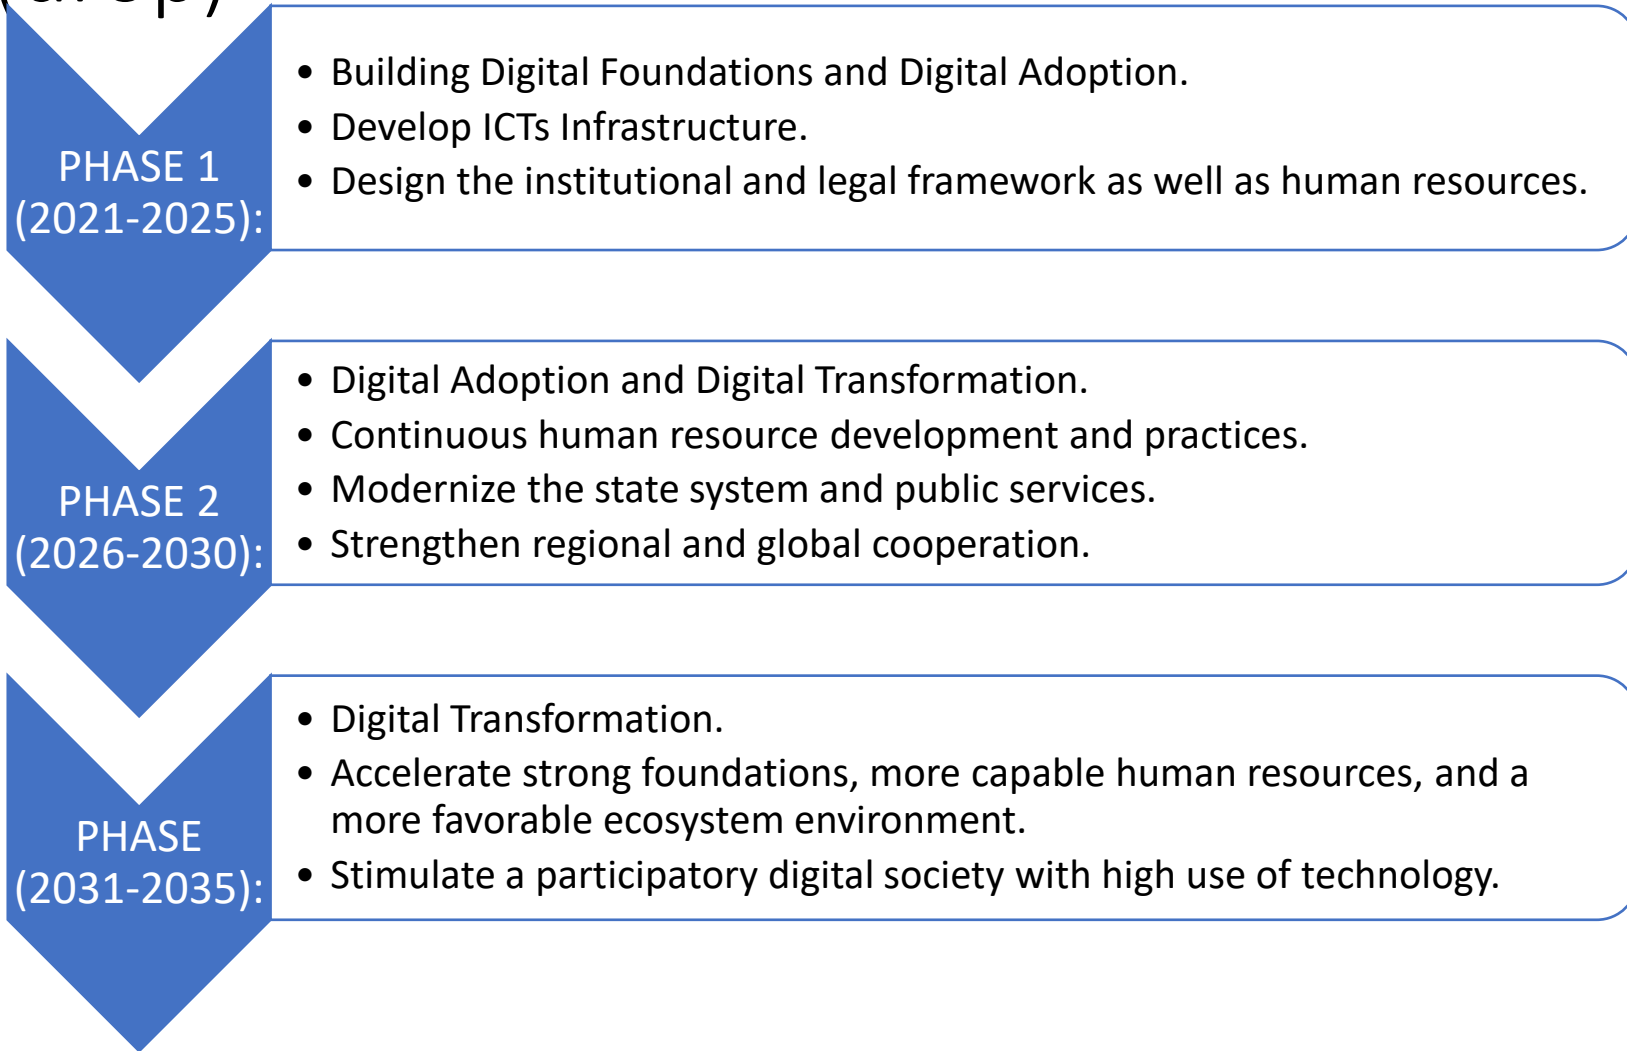 PHASE 1
(2021-2025):
• Building Digital Foundations and Digital Adoption.
• Develop ICTs Infrastructure.
• Design the institutional and legal framework as well as human resources.
PHASE 2
(2026-2030):
• Digital Adoption and Digital Transformation.
• Continuous human resource development and practices.
• Modernize the state system and public services.
• Strengthen regional and global cooperation.
PHASE
(2031-2035):
• Digital Transformation.
• Accelerate strong foundations, more capable human resources, and a
more favorable ecosystem environment.
• Stimulate a participatory digital society with high use of technology.